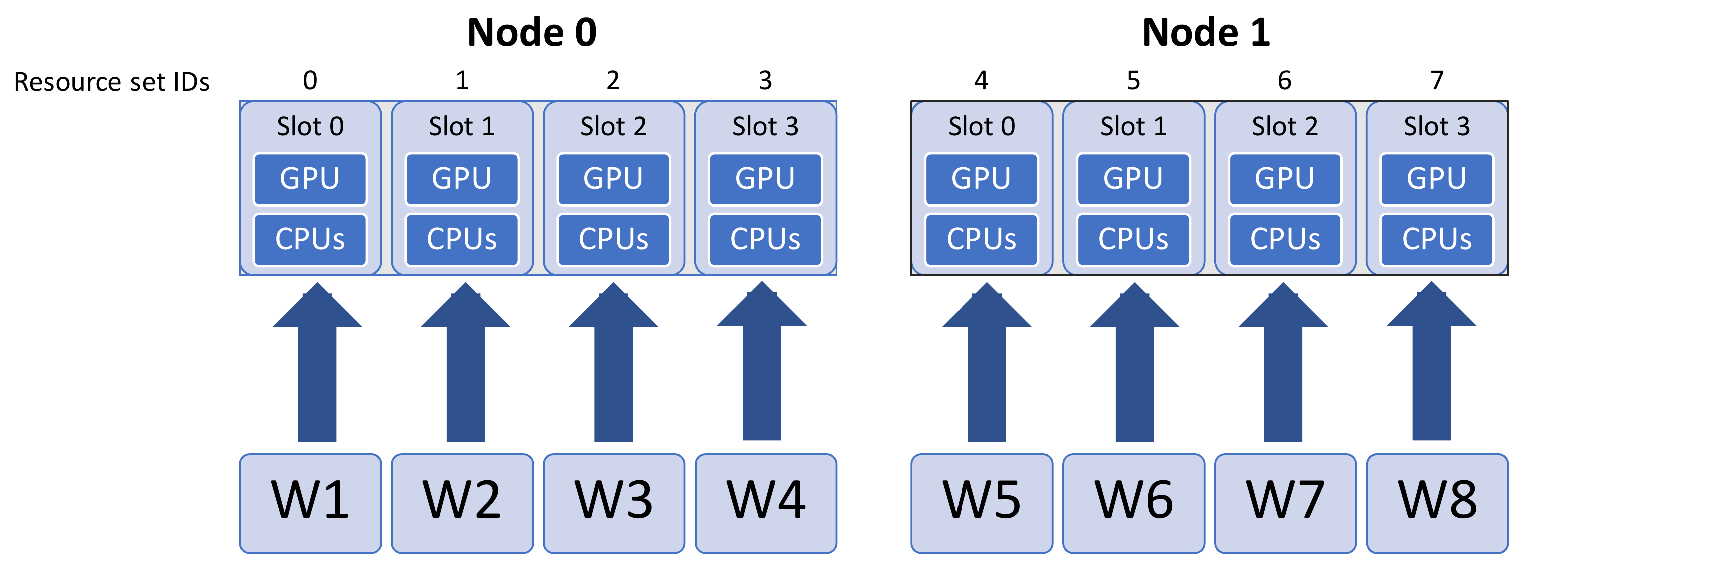 Node 0 Node 1
Resource set IDs 0 1 2 3 4 5 6 7
Slot 0 Slot 1 Slot 2 Slot 3 Slot 0 Slot 1 Slot 2 Slot 3
GPU GPU GPU GPU GPU GPU GPU GPU
CPUs CPUs CPUs CPUs CPUs CPUs CPUs CPUs
W1 W2 W3 W4 W5 W6 W7 W8